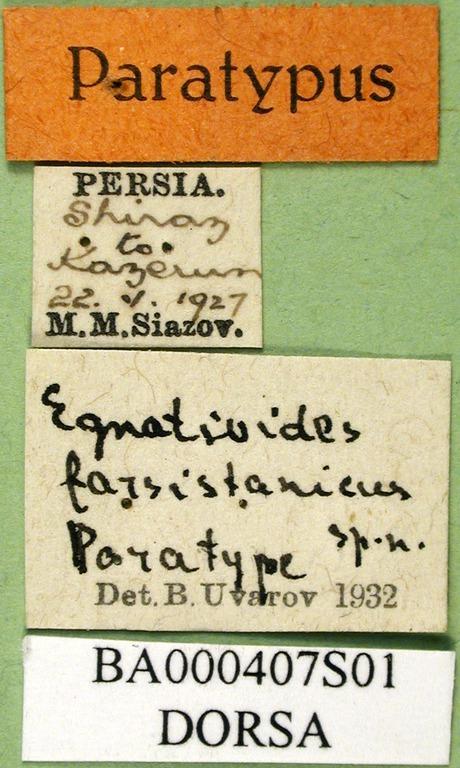 Paratypus
PERSIA.
Shiraz
to
Kazerun
22. V. 1927
M.M.Siazov.
Egnatioides
farsistanicus
Paratype sp.n.
Det. B. Uvarov 1932
BA000407S01
DORSA